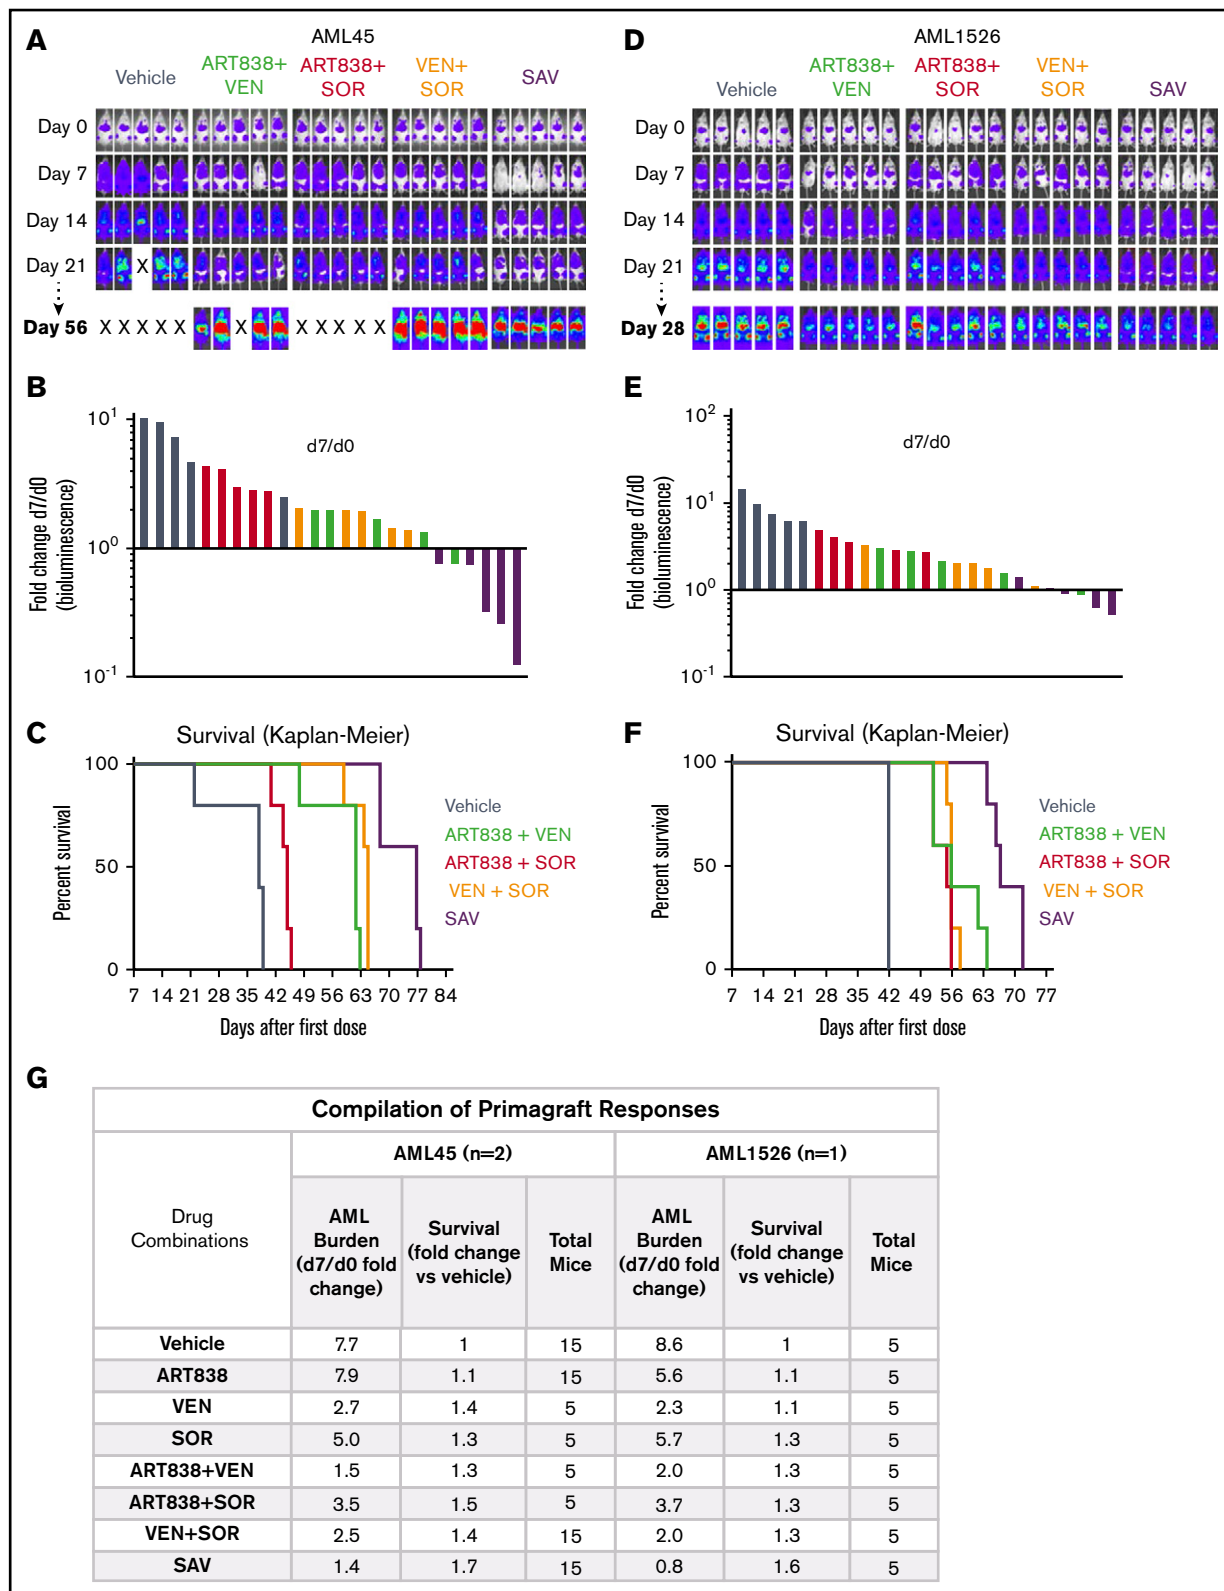 A
AML45
Vehicle
ART838+
VEN
ART838+
SOR
VEN+
SOR
SAV
Day 0
Day 7
Day 14
Day 21 X
Day 56 X X X X X X X X X X X
B
d7/d0
Fold change d7/d0
(bioluminescence)
10^1
10^0
10^-1
C
Survival (Kaplan-Meier)
Percent survival
100
50
0
7 14 21 28 35 42 49 56 63 70 77 84
Days after first dose
Vehicle
ART838 + VEN
ART838 + SOR
VEN + SOR
SAV
D
AML1526
Vehicle
ART838+
VEN
ART838+
SOR
VEN+
SOR
SAV
Day 0
Day 7
Day 14
Day 21
Day 28
E
d7/d0
Fold change d7/d0
(bioluminescence)
10^2
10^1
10^0
10^-1
F
Survival (Kaplan-Meier)
Percent survival
100
50
0
7 14 21 28 35 42 49 56 63 70 77
Days after first dose
Vehicle
ART838 + VEN
ART838 + SOR
VEN + SOR
SAV
G
Compilation of Primagraft Responses
Drug
Combinations
AML45 (n=2)
AML1526 (n=1)
AML
Burden
(d7/d0 fold
change)
Survival
(fold change
vs vehicle)
Total
Mice
AML
Burden
(d7/d0 fold
change)
Survival
(fold change
vs vehicle)
Total
Mice
Vehicle 7.7 1 15 8.6 1 5
ART838 7.9 1.1 15 5.6 1.1 5
VEN 2.7 1.4 5 2.3 1.1 5
SOR 5.0 1.3 5 5.7 1.3 5
ART838+VEN 1.5 1.3 5 2.0 1.3 5
ART838+SOR 3.5 1.5 5 3.7 1.3 5
VEN+SOR 2.5 1.4 15 2.0 1.3 5
SAV 1.4 1.7 15 0.8 1.6 5